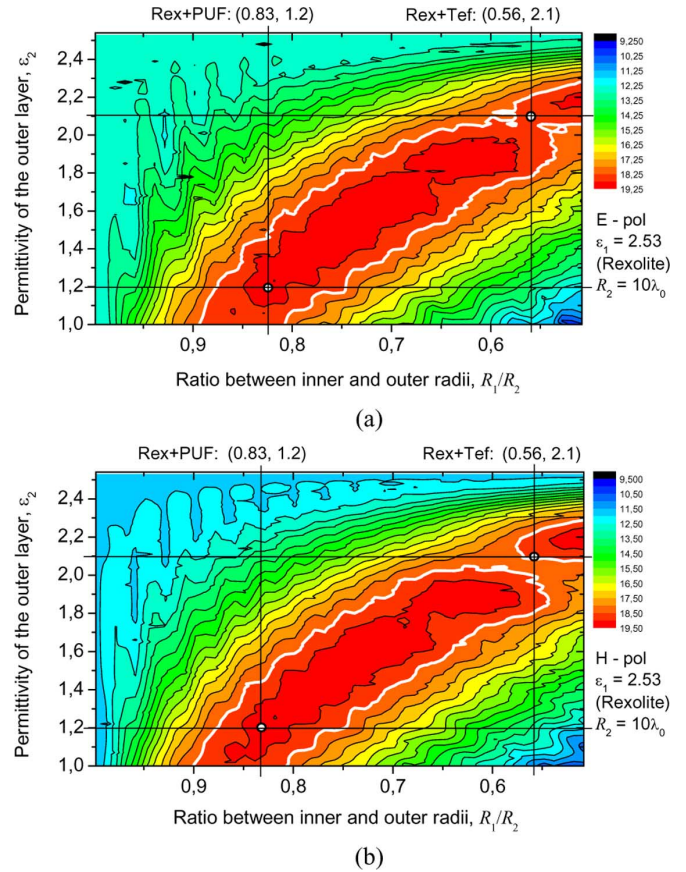 (a)
Rex+PUF: (0.83, 1.2) Rex+Tef: (0.56, 2.1)
Permittivity of the outer layer, ε₂
2,4
2,2
2,0
1,8
1,6
1,4
1,2
1,0
0,9 0,8 0,7 0,6
Ratio between inner and outer radii, R₁/R₂
9,250
10,25
11,25
12,25
13,25
14,25
15,25
16,25
17,25
18,25
19,25
E - pol
ε₁ = 2.53
(Rexolite)
R₂ = 10λ₀
(a)
Rex+PUF: (0.83, 1.2) Rex+Tef: (0.56, 2.1)
Permittivity of the outer layer, ε₂
2,4
2,2
2,0
1,8
1,6
1,4
1,2
1,0
0,9 0,8 0,7 0,6
Ratio between inner and outer radii, R₁/R₂
9,500
10,50
11,50
12,50
13,50
14,50
15,50
16,50
17,50
18,50
19,50
H - pol
ε₁ = 2.53
(Rexolite)
R₂ = 10λ₀
(b)